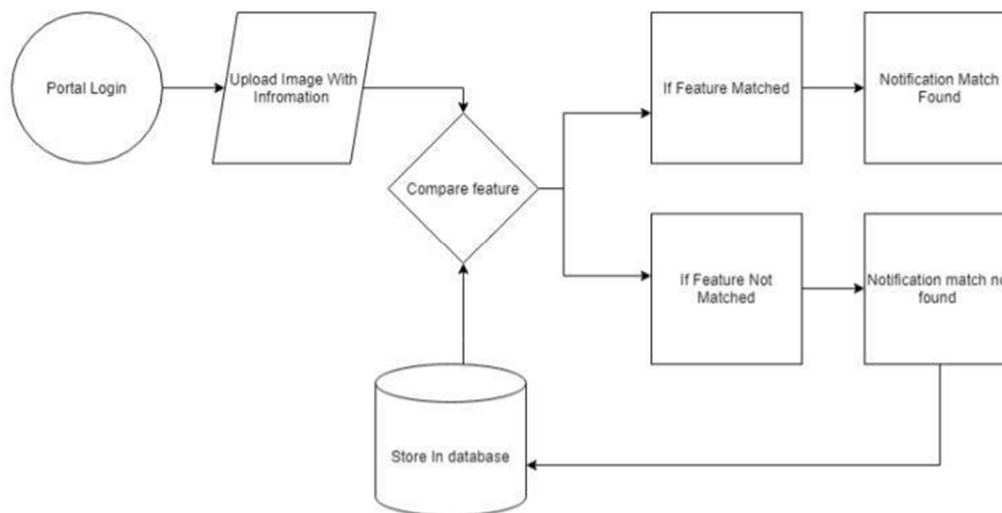 Portal Login
Upload Image With
Infromation
Compare feature
If Feature Matched
Notification Match
Found
If Feature Not
Matched
Notification match no
found
Store In database